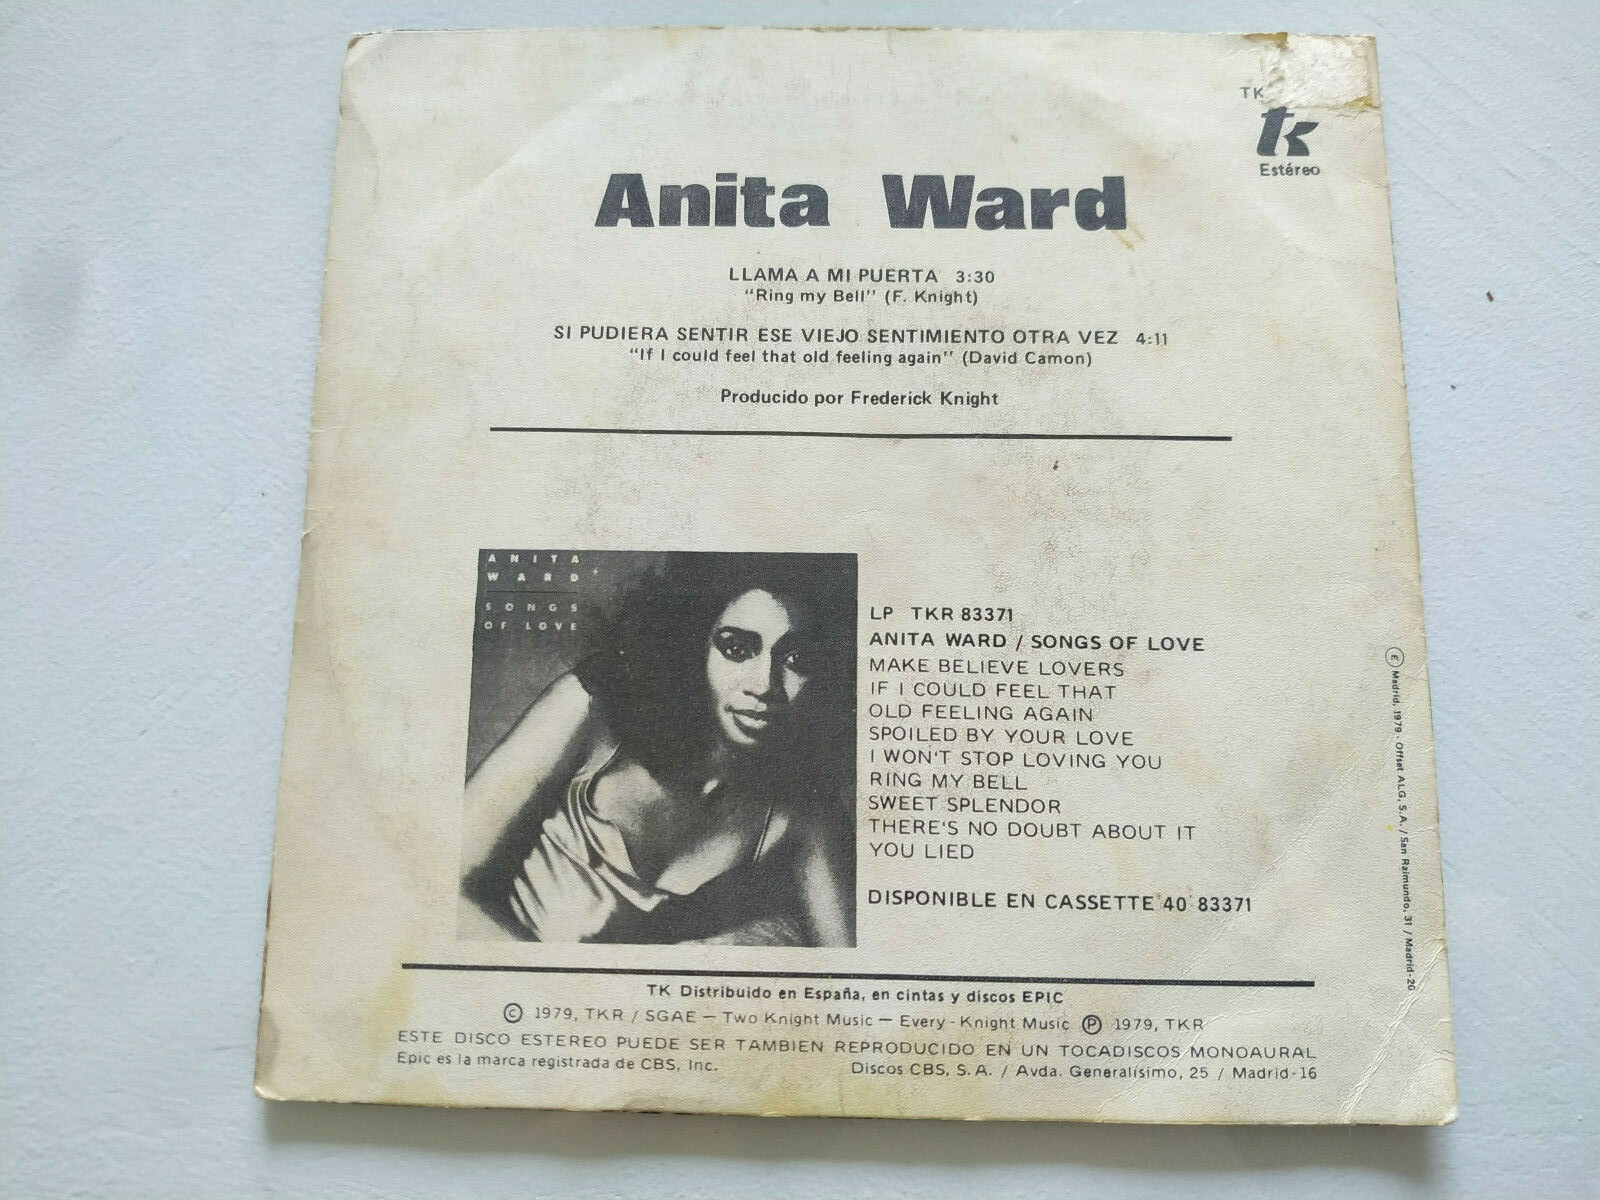 TK
tk
Estéreo
Anita Ward
LLAMA A MI PUERTA 3:30
"Ring my Bell" (F. Knight)
SI PUDIERA SENTIR ESE VIEJO SENTIMIENTO OTRA VEZ 4:11
"If I could feel that old feeling again" (David Camon)
Producido por Frederick Knight
ANITA
WARD
SONGS
OF LOVE
LP TKR 83371
ANITA WARD / SONGS OF LOVE
MAKE BELIEVE LOVERS
IF I COULD FEEL THAT
OLD FEELING AGAIN
SPOILED BY YOUR LOVE
I WON'T STOP LOVING YOU
RING MY BELL
SWEET SPLENDOR
THERE'S NO DOUBT ABOUT IT
YOU LIED
DISPONIBLE EN CASSETTE 40 83371
Ⓔ Madrid, 1979 - Offset ALG, S.A. / San Raimundo, 31 / Madrid-20
TK Distribuido en España, en cintas y discos EPIC
© 1979, TKR / SGAE — Two Knight Music — Every-Knight Music ℗ 1979, TKR
ESTE DISCO ESTEREO PUEDE SER TAMBIEN REPRODUCIDO EN UN TOCADISCOS MONOAURAL
Epic es la marca registrada de CBS, Inc. Discos CBS, S.A. / Avda. Generalísimo, 25 / Madrid-16